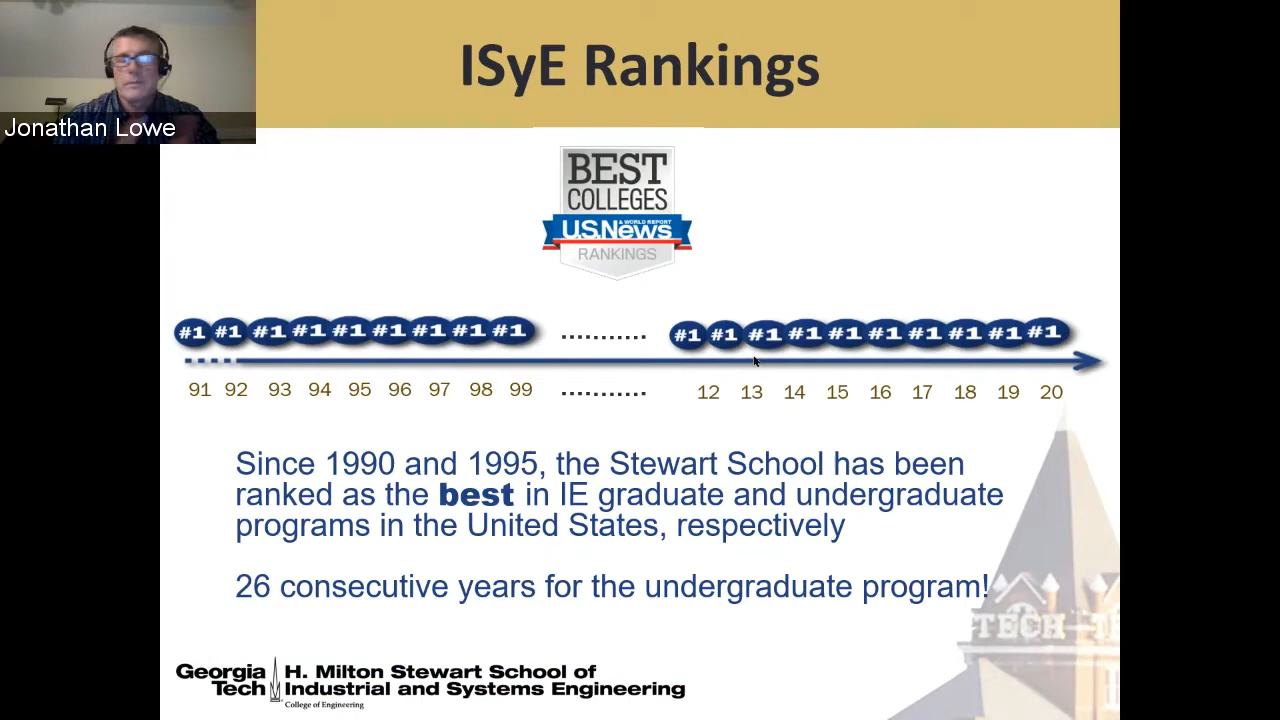 Jonathan Lowe
ISyE Rankings
BEST
COLLEGES
U.S.News & WORLD REPORT
RANKINGS
#1 #1 #1 #1 #1 #1 #1 #1 #1 .......... #1 #1 #1 #1 #1 #1 #1 #1 #1 #1
91 92 93 94 95 96 97 98 99 .......... 12 13 14 15 16 17 18 19 20
Since 1990 and 1995, the Stewart School has been
ranked as the best in IE graduate and undergraduate
programs in the United States, respectively
26 consecutive years for the undergraduate program!
TECH
Georgia
Tech
H. Milton Stewart School of
Industrial and Systems Engineering
College of Engineering